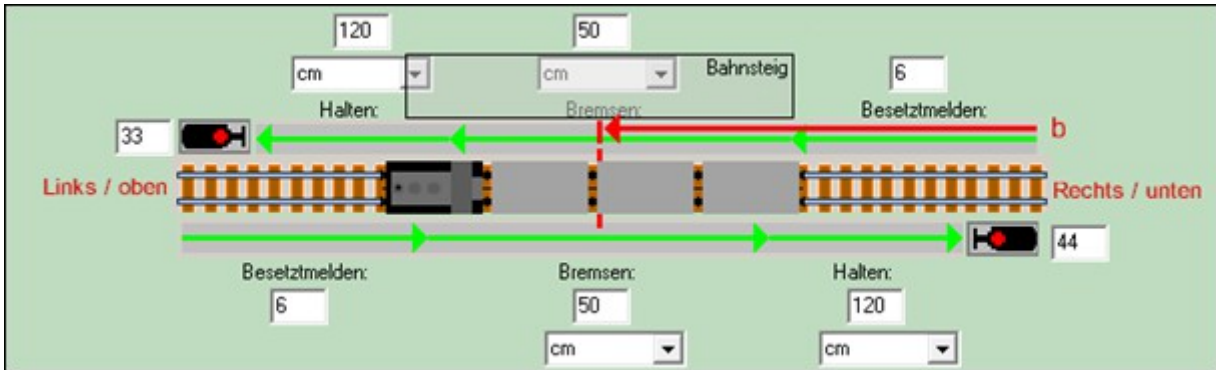 120 50
cm cm Bahnsteig 6
Halten: Bremsen: Besetztmelden:
33 b
Links / oben Rechts / unten
44
Besetztmelden: Bremsen: Halten:
6 50 120
cm cm